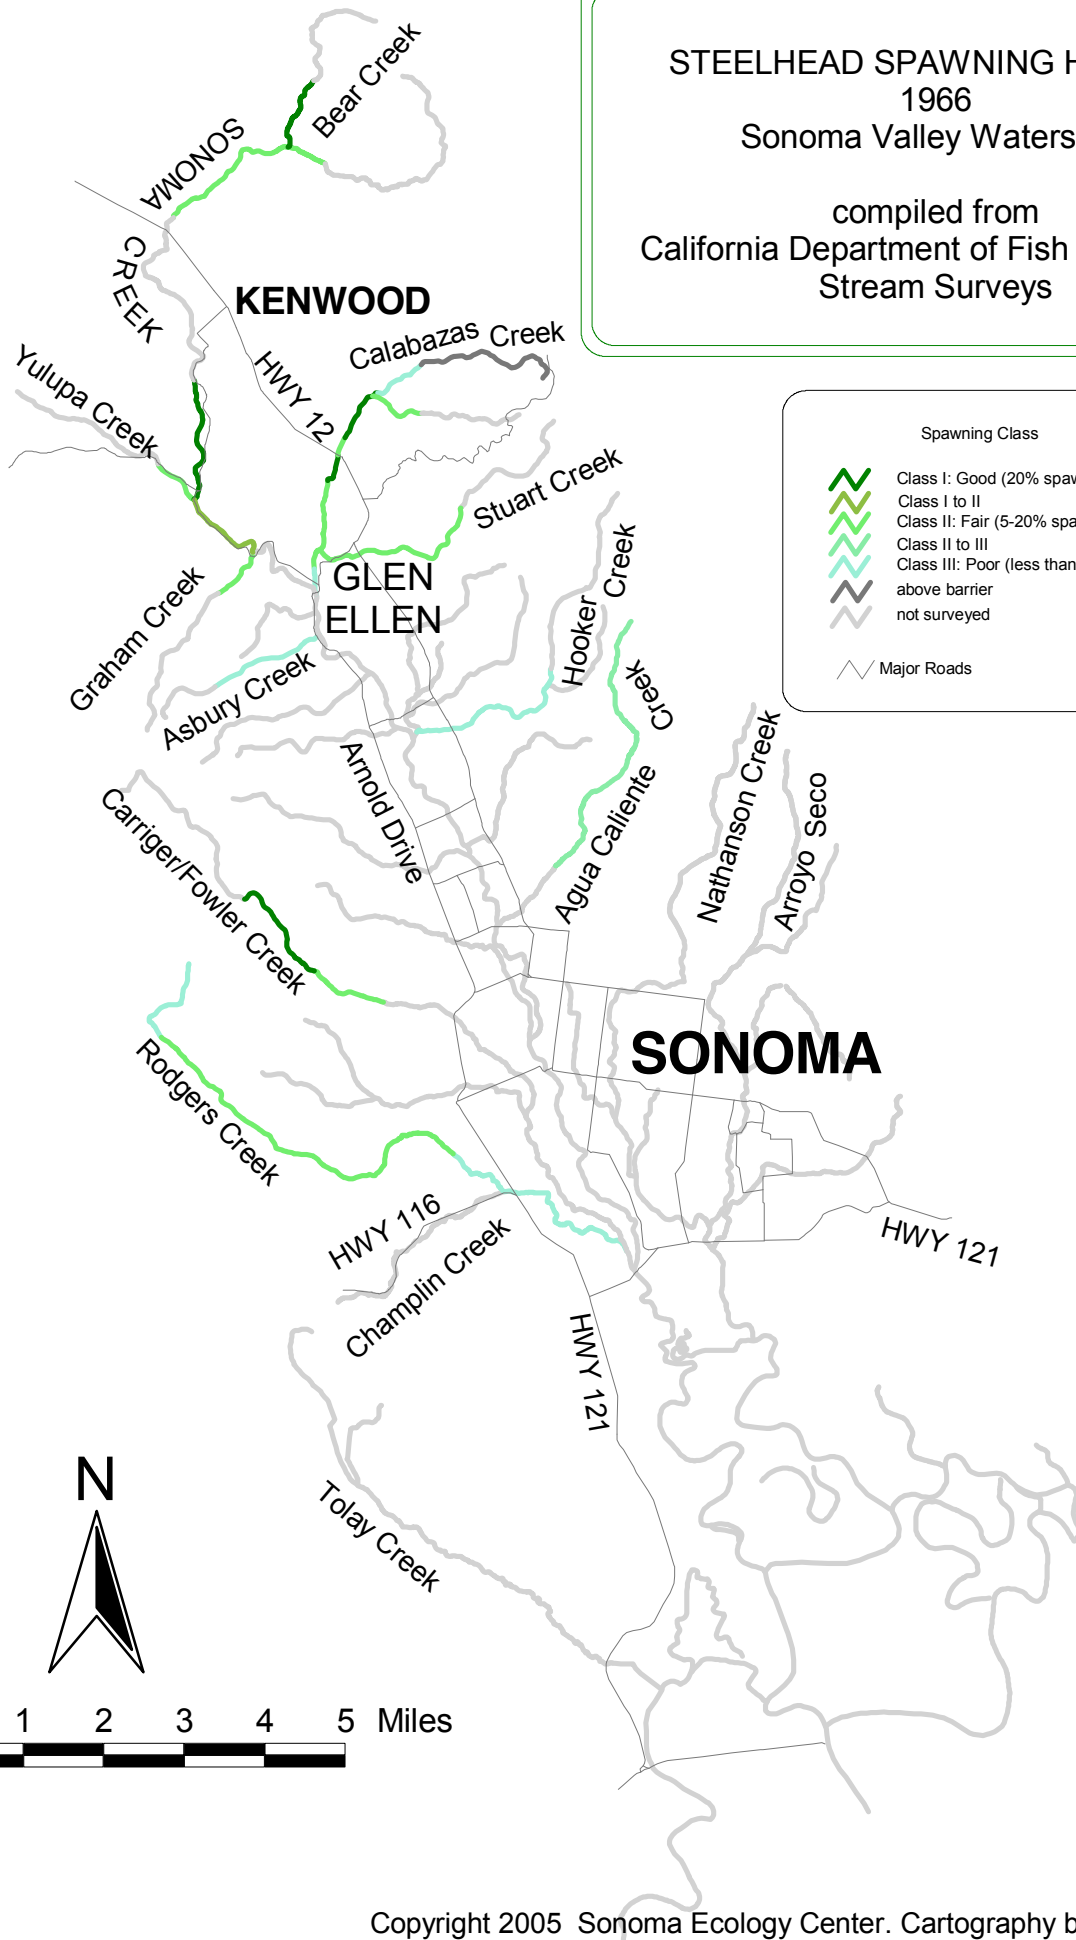 STEELHEAD SPAWNING H
1966
Sonoma Valley Waters
compiled from
California Department of Fish
Stream Surveys
Spawning Class
Class I: Good (20% spaw
Class I to II
Class II: Fair (5-20% spa
Class II to III
Class III: Poor (less than
above barrier
not surveyed
Major Roads
Bear Creek
SONOMA
CREEK
KENWOOD
Calabazas Creek
HWY 12
Yulupa Creek
Stuart Creek
GLEN
ELLEN
Hooker Creek
Graham Creek
Asbury Creek
Agua Caliente Creek
Nathanson Creek
Arroyo Seco
Arnold Drive
Carriger/Fowler Creek
SONOMA
Rodgers Creek
HWY 116
Champlin Creek
HWY 121
HWY 121
Tolay Creek
N
1 2 3 4 5 Miles
Copyright 2005 Sonoma Ecology Center. Cartography b